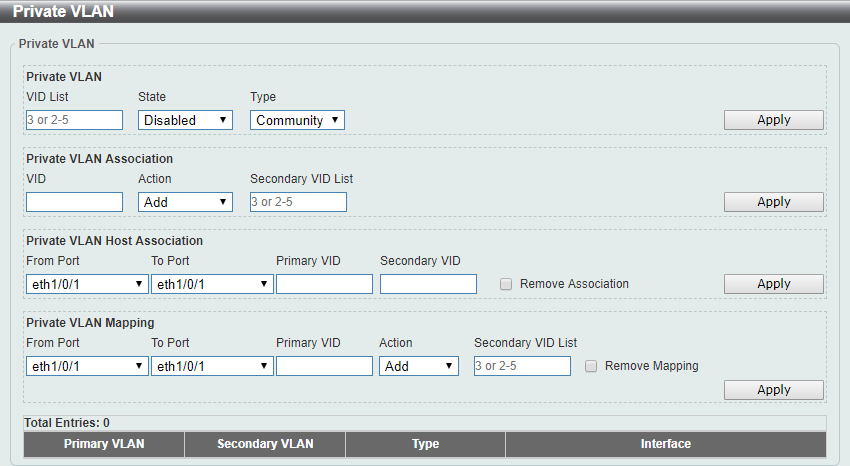 Private VLAN
Private VLAN
Private VLAN
VID List State Type
3 or 2-5 Disabled Community Apply
Private VLAN Association
VID Action Secondary VID List
Add 3 or 2-5 Apply
Private VLAN Host Association
From Port To Port Primary VID Secondary VID
eth1/0/1 eth1/0/1 Remove Association Apply
Private VLAN Mapping
From Port To Port Primary VID Action Secondary VID List
eth1/0/1 eth1/0/1 Add 3 or 2-5 Remove Mapping
Apply
Total Entries: 0
Primary VLAN Secondary VLAN Type Interface